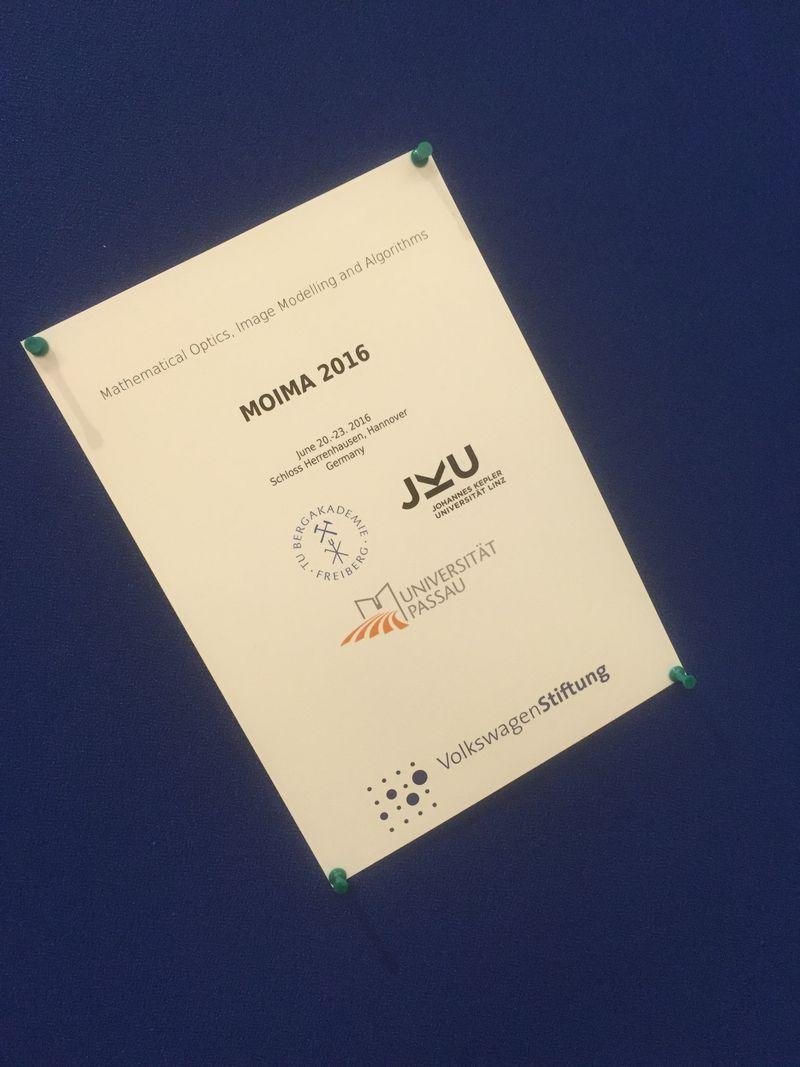 Mathematical Optics, Image Modelling and Algorithms
MOIMA 2016
June 20.-23. 2016
Schloss Herrenhausen, Hannover
Germany
JKU
JOHANNES KEPLER
UNIVERSITÄT LINZ
TU BERGAKADEMIE
· FREIBERG ·
UNIVERSITÄT
PASSAU
VolkswagenStiftung